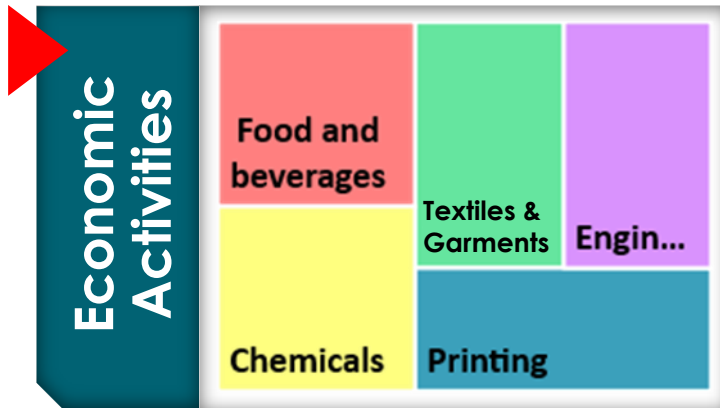 Economic
Activities
Food and
beverages
Textiles &
Garments
Engin...
Chemicals
Printing